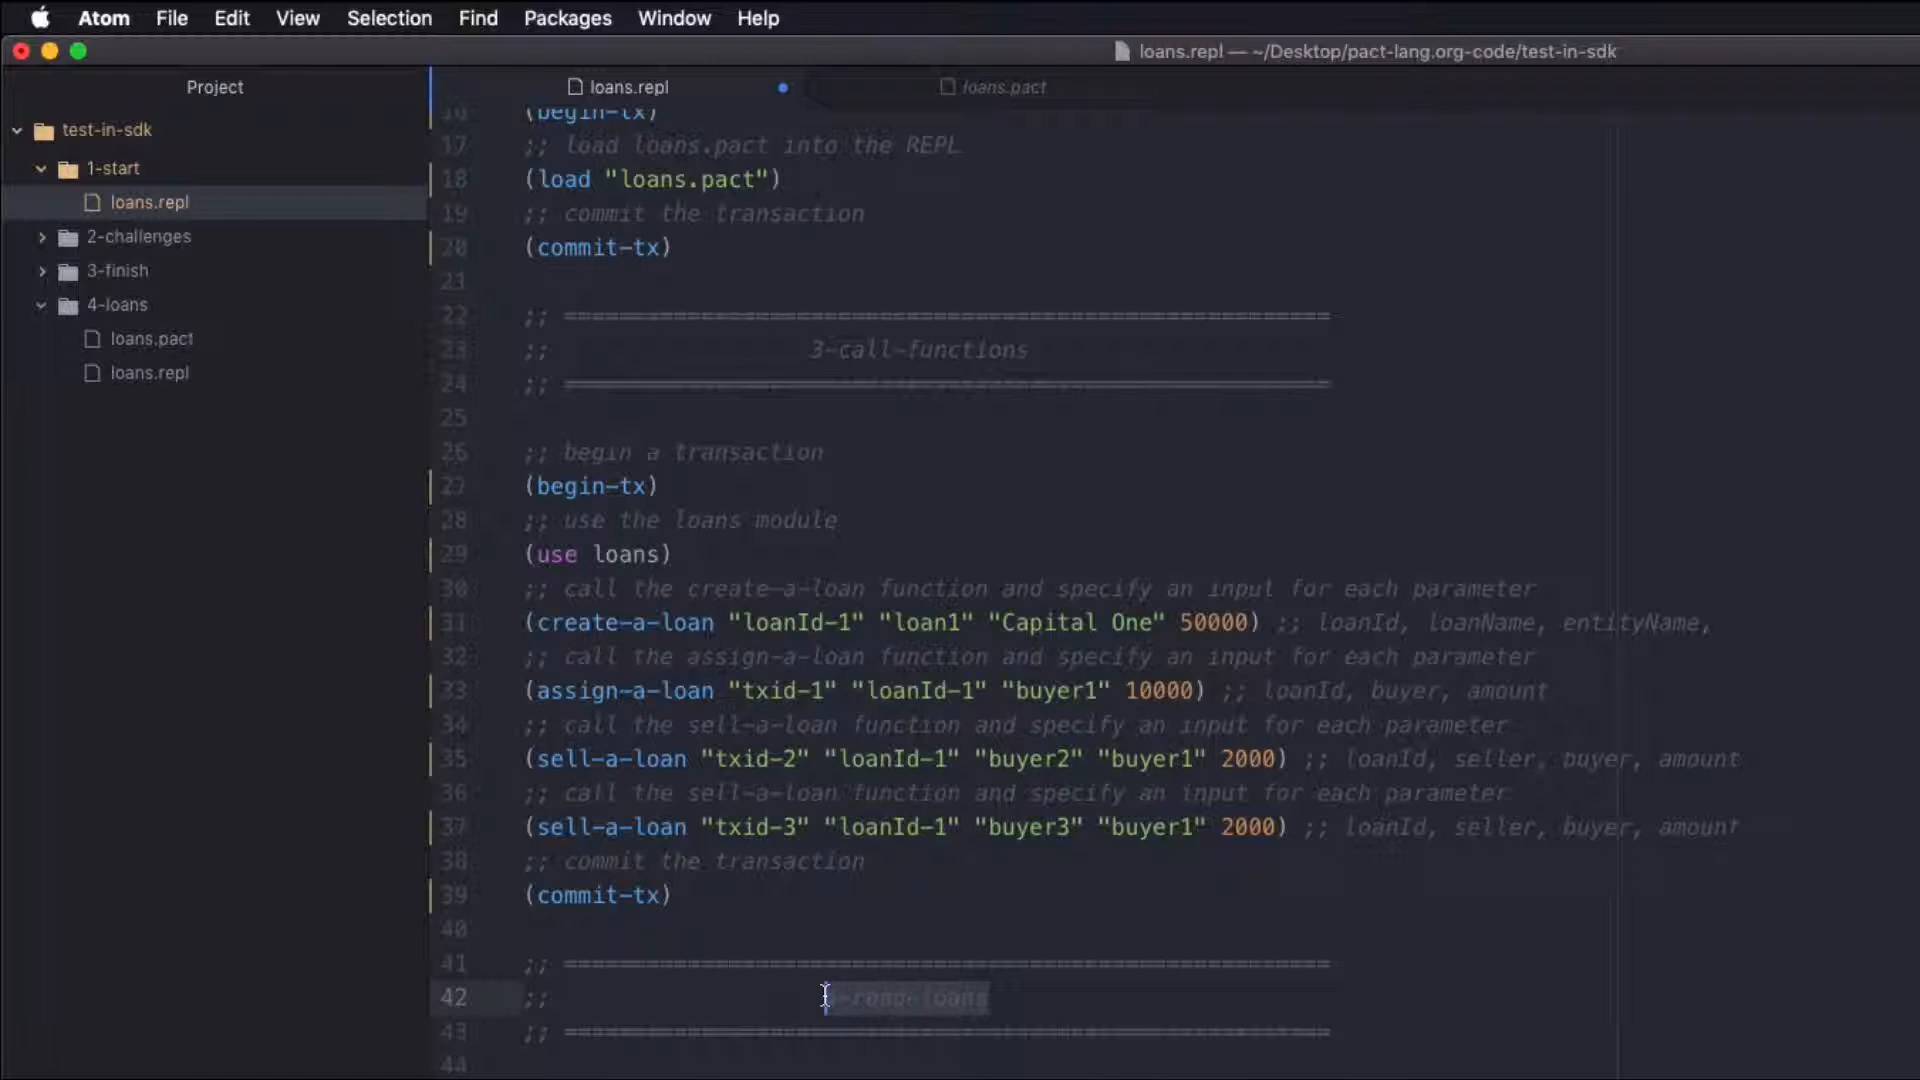 Atom File Edit View Selection Find Packages Window Help
loans.repl — ~/Desktop/pact-lang.org-code/test-in-sdk
Project
loans.repl
loans.pact
test-in-sdk
1-start
loans.repl
2-challenges
3-finish
4-loans
loans.pact
loans.repl
16 (begin-tx)
17 ;; load loans.pact into the REPL
18 (load "loans.pact")
19 ;; commit the transaction
20 (commit-tx)
21
22 ;; ========================================================
23 ;; 3-call-functions
24 ;; ========================================================
25
26 ;; begin a transaction
27 (begin-tx)
28 ;; use the loans module
29 (use loans)
30 ;; call the create-a-loan function and specify an input for each parameter
31 (create-a-loan "loanId-1" "loan1" "Capital One" 50000) ;; loanId, loanName, entityName,
32 ;; call the assign-a-loan function and specify an input for each parameter
33 (assign-a-loan "txid-1" "loanId-1" "buyer1" 10000) ;; loanId, buyer, amount
34 ;; call the sell-a-loan function and specify an input for each parameter
35 (sell-a-loan "txid-2" "loanId-1" "buyer2" "buyer1" 2000) ;; loanId, seller, buyer, amount
36 ;; call the sell-a-loan function and specify an input for each parameter
37 (sell-a-loan "txid-3" "loanId-1" "buyer3" "buyer1" 2000) ;; loanId, seller, buyer, amount
38 ;; commit the transaction
39 (commit-tx)
40
41 ;; ========================================================
42 ;; -read-loans
43 ;; ========================================================
44